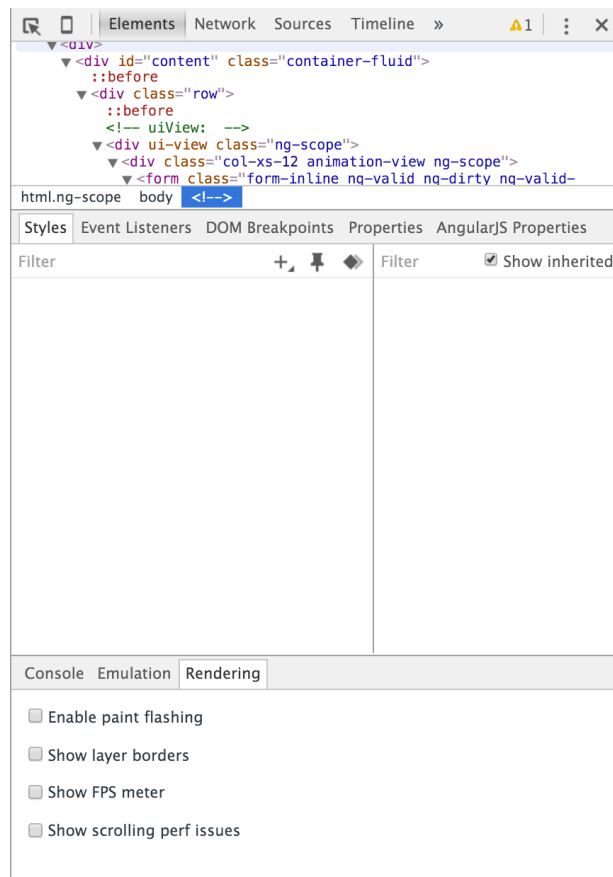 Elements Network Sources Timeline » 1
<div>
<div id="content" class="container-fluid">
::before
<div class="row">
::before
<!-- uiView:  -->
<div ui-view class="ng-scope">
<div class="col-xs-12 animation-view ng-scope">
<form class="form-inline ng-valid ng-dirty ng-valid-
html.ng-scope body <!-->
Styles Event Listeners DOM Breakpoints Properties AngularJS Properties
Filter Filter Show inherited
Console Emulation Rendering
Enable paint flashing
Show layer borders
Show FPS meter
Show scrolling perf issues